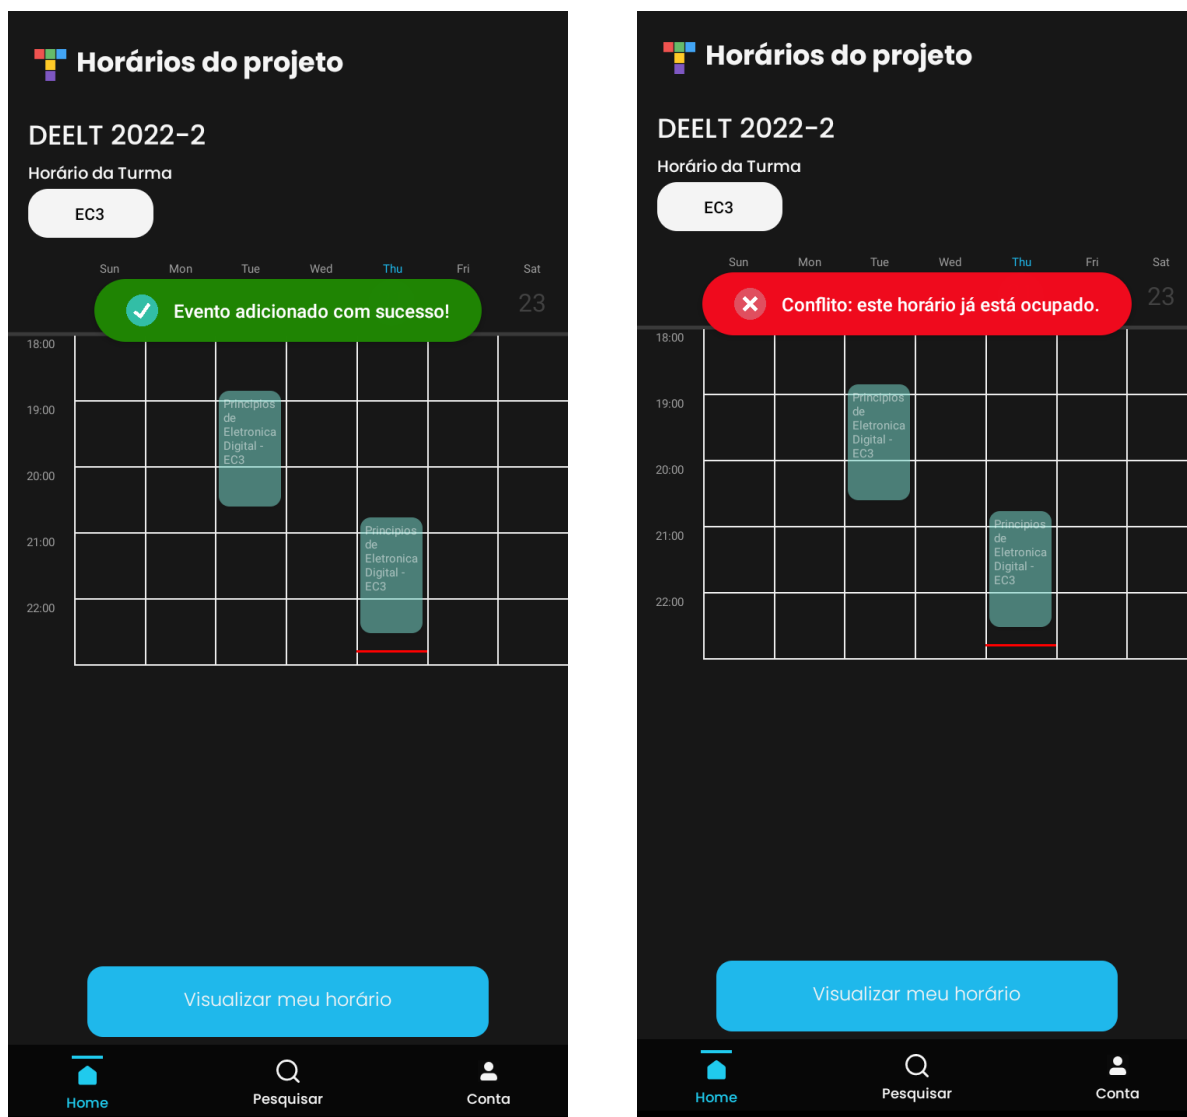 Horários do projeto
DEELT 2022-2
Horário da Turma
EC3
Sun Mon Tue Wed Thu Fri Sat
Evento adicionado com sucesso!
23
18:00
19:00
Principios
de
Eletronica
Digital -
EC3
20:00
21:00
Principios
de
Eletronica
Digital -
EC3
22:00
Visualizar meu horário
Home
Pesquisar
Conta
Horários do projeto
DEELT 2022-2
Horário da Turma
EC3
Sun Mon Tue Wed Thu Fri Sat
Conflito: este horário já está ocupado.
23
18:00
19:00
Principios
de
Eletronica
Digital -
EC3
20:00
21:00
Principios
de
Eletronica
Digital -
EC3
22:00
Visualizar meu horário
Home
Pesquisar
Conta